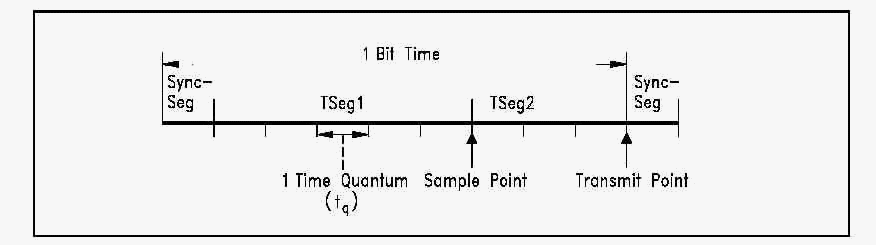 1 Bit Time
Sync- Sync-
Seg TSeg1 TSeg2 Seg
1 Time Quantum Sample Point Transmit Point
(tq)